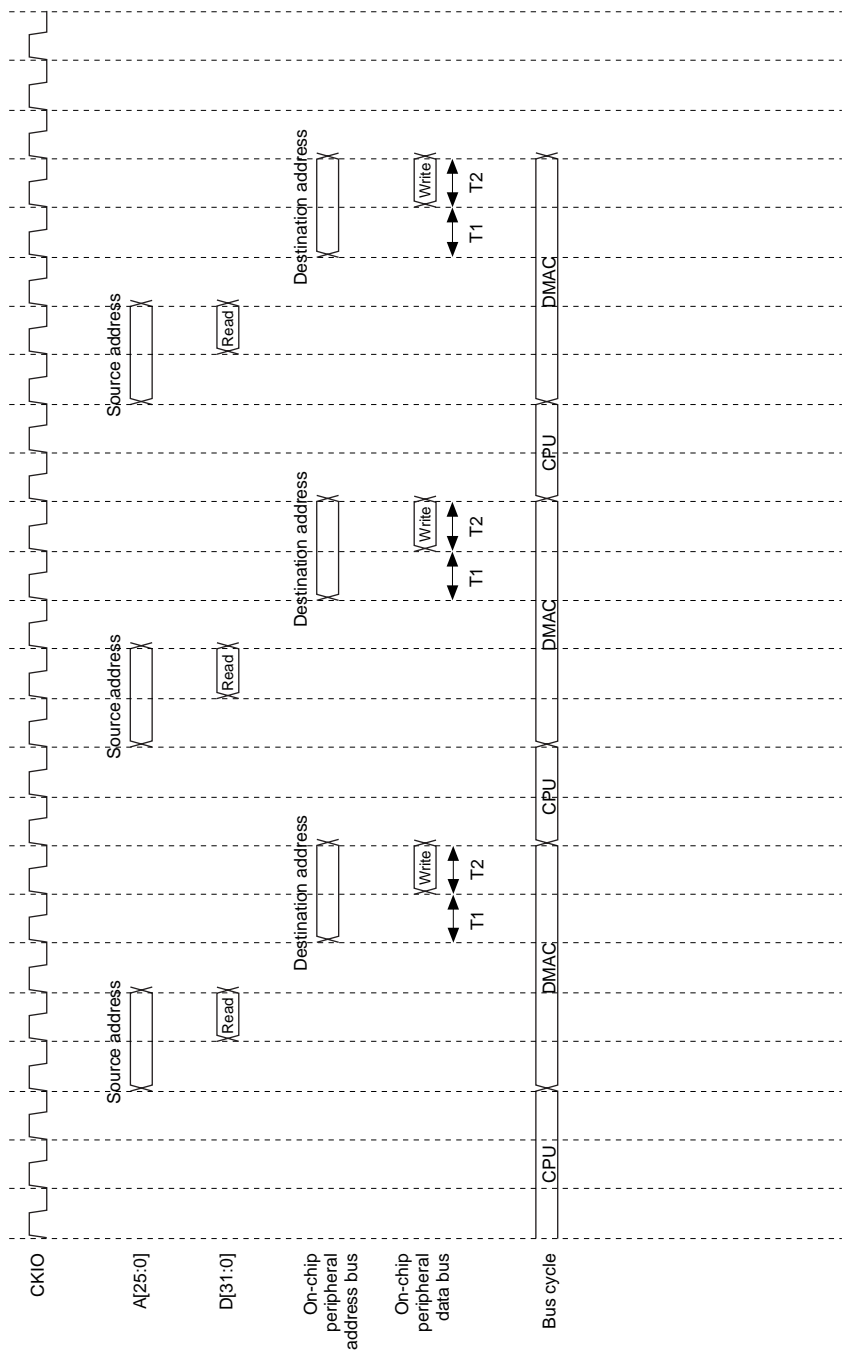 CKIO
A[25:0]
Source address
Source address
Source address
D[31:0]
Read
Read
Read
On-chip
peripheral
address bus
Destination address
Destination address
Destination address
On-chip
peripheral
data bus
Write
Write
Write
T1
T2
T1
T2
T1
T2
Bus cycle
CPU
DMAC
CPU
DMAC
CPU
DMAC